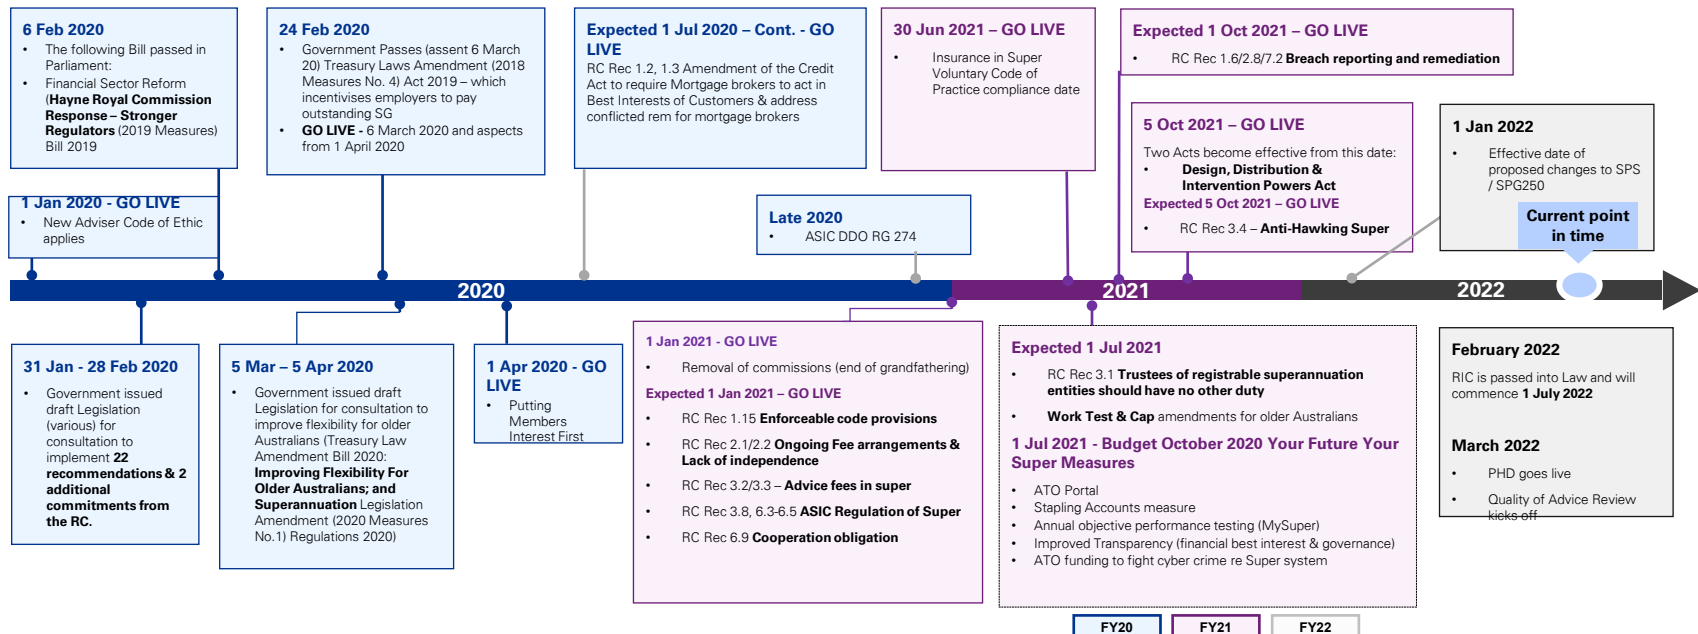 6 Feb 2020
• The following Bill passed in
Parliament:
• Financial Sector Reform
(Hayne Royal Commission
Response – Stronger
Regulators (2019 Measures)
Bill 2019
24 Feb 2020
• Government Passes (assent 6 March
20) Treasury Laws Amendment (2018
Measures No. 4) Act 2019 – which
incentivises employers to pay
outstanding SG
• GO LIVE - 6 March 2020 and aspects
from 1 April 2020
Expected 1 Jul 2020 – Cont. - GO
LIVE
RC Rec 1.2, 1.3 Amendment of the Credit
Act to require Mortgage brokers to act in
Best Interests of Customers & address
conflicted rem for mortgage brokers
30 Jun 2021 – GO LIVE
• Insurance in Super
Voluntary Code of
Practice compliance date
Expected 1 Oct 2021 – GO LIVE
• RC Rec 1.6/2.8/7.2 Breach reporting and remediation
5 Oct 2021 – GO LIVE
Two Acts become effective from this date:
• Design, Distribution &
Intervention Powers Act
Expected 5 Oct 2021 – GO LIVE
• RC Rec 3.4 – Anti-Hawking Super
1 Jan 2022
• Effective date of
proposed changes to SPS
/ SPG250
Current point
in time
1 Jan 2020 - GO LIVE
• New Adviser Code of Ethic
applies
Late 2020
• ASIC DDO RG 274
2020
2021
2022
31 Jan - 28 Feb 2020
• Government issued
draft Legislation
(various) for
consultation to
implement 22
recommendations & 2
additional
commitments from
the RC.
5 Mar – 5 Apr 2020
• Government issued draft
Legislation for consultation to
improve flexibility for older
Australians (Treasury Law
Amendment Bill 2020:
Improving Flexibility For
Older Australians; and
Superannuation Legislation
Amendment (2020 Measures
No.1) Regulations 2020)
1 Apr 2020 - GO
LIVE
• Putting
Members
Interest First
1 Jan 2021 - GO LIVE
• Removal of commissions (end of grandfathering)
Expected 1 Jan 2021 – GO LIVE
• RC Rec 1.15 Enforceable code provisions
• RC Rec 2.1/2.2 Ongoing Fee arrangements &
Lack of independence
• RC Rec 3.2/3.3 – Advice fees in super
• RC Rec 3.8, 6.3-6.5 ASIC Regulation of Super
• RC Rec 6.9 Cooperation obligation
Expected 1 Jul 2021
• RC Rec 3.1 Trustees of registrable superannuation
entities should have no other duty
• Work Test & Cap amendments for older Australians
1 Jul 2021 - Budget October 2020 Your Future Your
Super Measures
• ATO Portal
• Stapling Accounts measure
• Annual objective performance testing (MySuper)
• Improved Transparency (financial best interest & governance)
• ATO funding to fight cyber crime re Super system
February 2022
RIC is passed into Law and will
commence 1 July 2022
March 2022
• PHD goes live
• Quality of Advice Review
kicks off
FY20
FY21
FY22